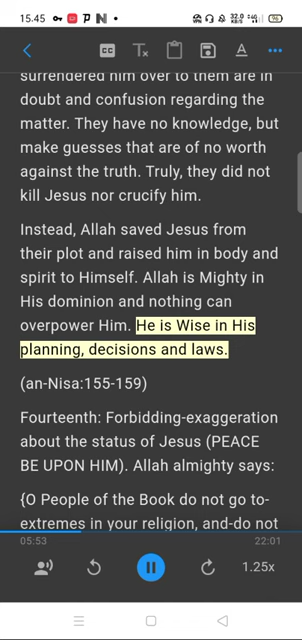 15.45
32.0 KB/S
96
CC
surrendered him over to them are in
doubt and confusion regarding the
matter. They have no knowledge, but
make guesses that are of no worth
against the truth. Truly, they did not
kill Jesus nor crucify him.
Instead, Allah saved Jesus from
their plot and raised him in body and
spirit to Himself. Allah is Mighty in
His dominion and nothing can
overpower Him. He is Wise in His
planning, decisions and laws.
(an-Nisa:155-159)
Fourteenth: Forbidding-exaggeration
about the status of Jesus (PEACE
BE UPON HIM). Allah almighty says:
{O People of the Book do not go to-
extremes in your religion, and-do not
05:53 22:01
1.25x